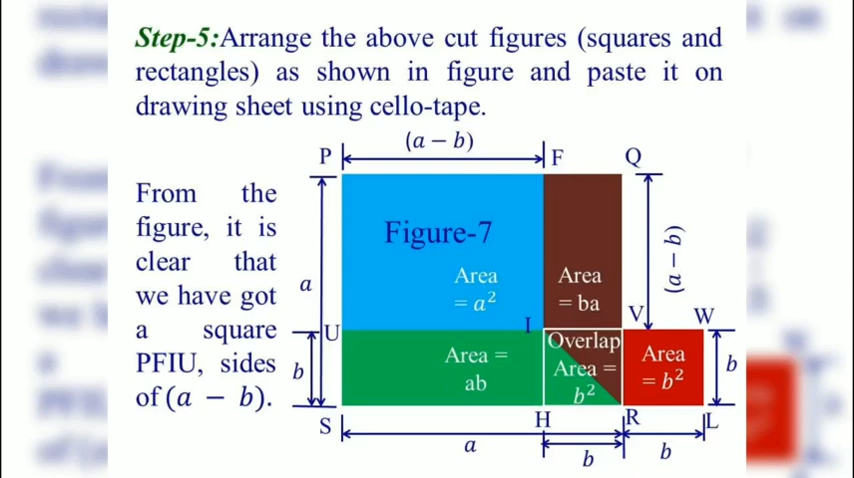 Step-5:Arrange the above cut figures (squares and
rectangles) as shown in figure and paste it on
drawing sheet using cello-tape.
(a − b)
P
F
Q
From the
figure, it is
clear that
we have got
a square
PFIU, sides
of (a − b).
a
Figure-7
(a − b)
Area
= a²
Area
= ba
U
I
V
W
b
Area =
ab
Overlap
Area =
b²
Area
= b²
b
S
H
R
L
a
b
b